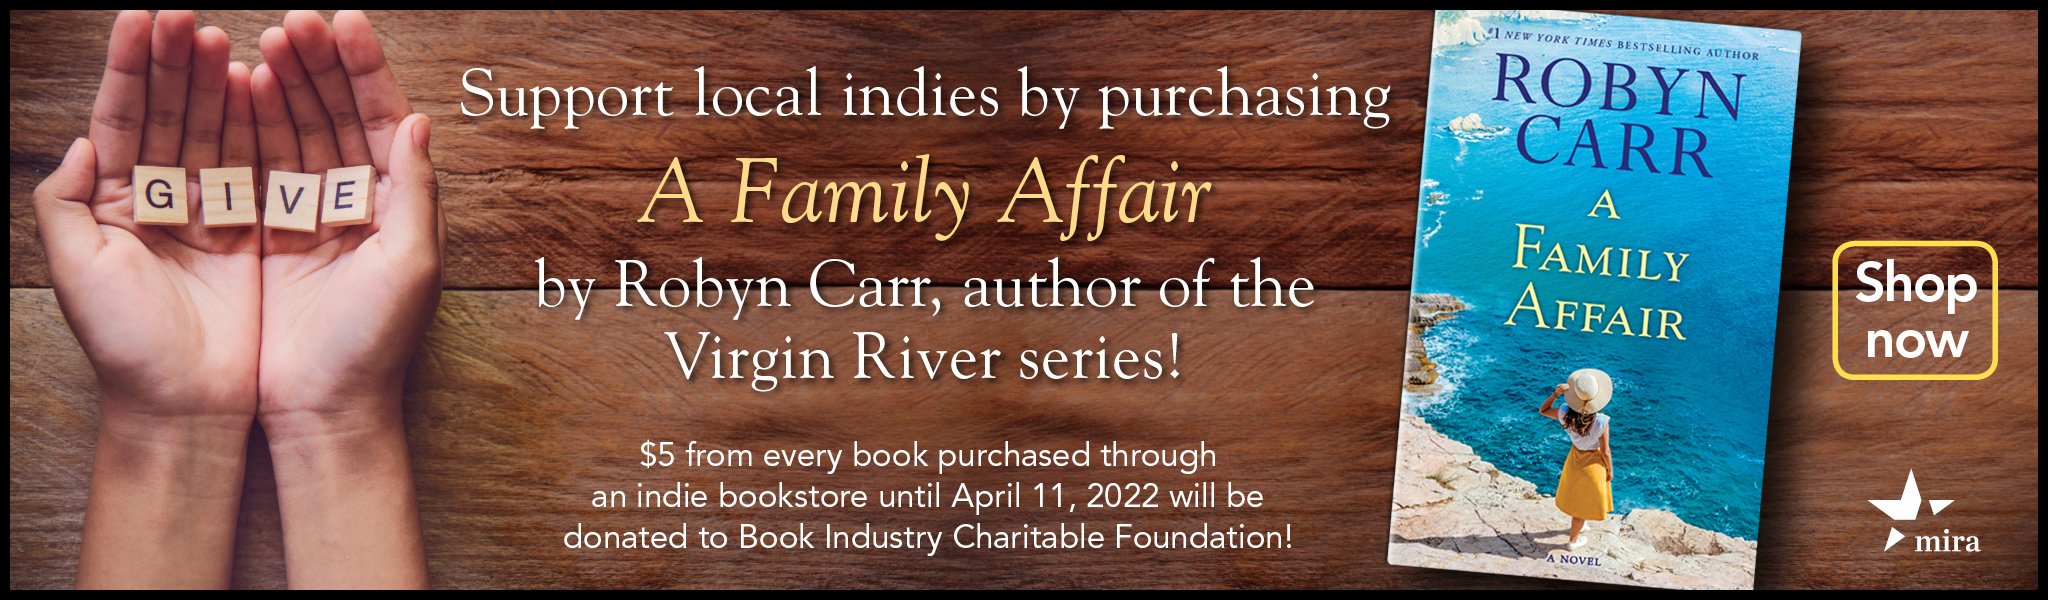 GIVE
Support local indies by purchasing
A Family Affair
by Robyn Carr, author of the
Virgin River series!
$5 from every book purchased through
an indie bookstore until April 11, 2022 will be
donated to Book Industry Charitable Foundation!
#1 NEW YORK TIMES BESTSELLING AUTHOR
ROBYN
CARR
A
FAMILY
AFFAIR
A NOVEL
Shop
now
mira